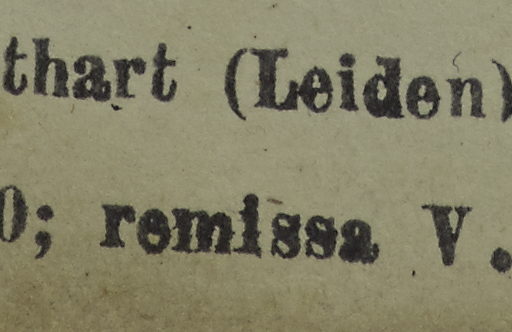 thart (Leiden)
0; remissa V.